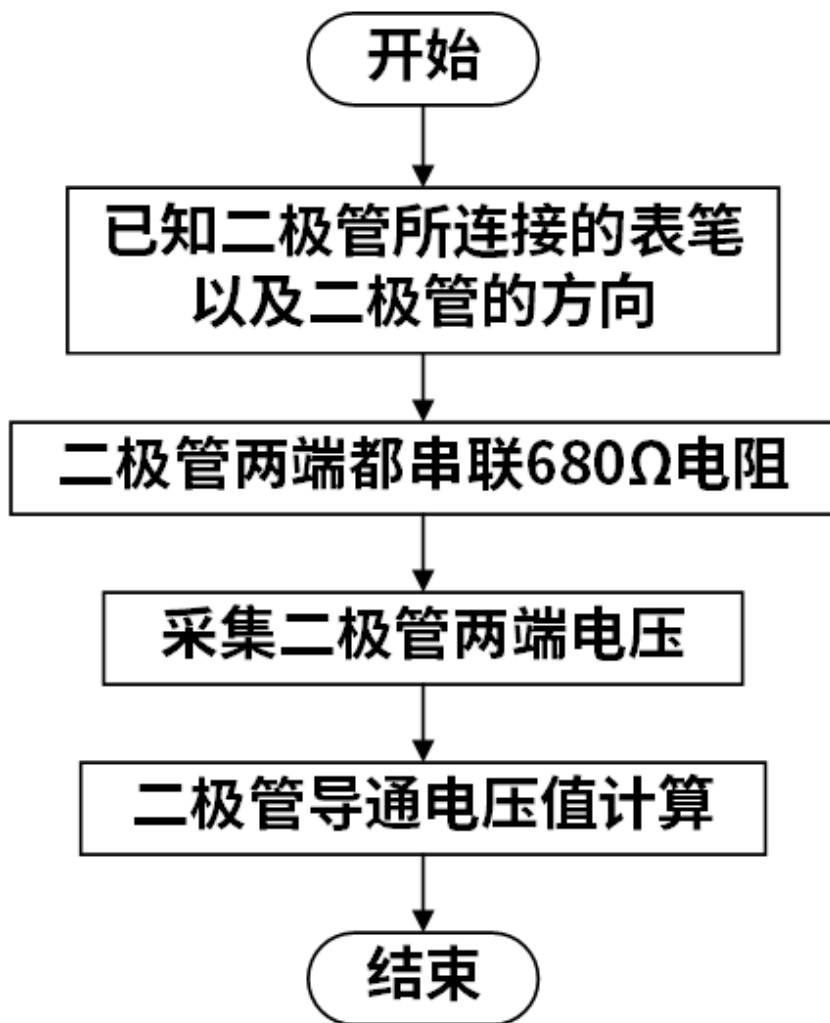 开始
已知二极管所连接的表笔
以及二极管的方向
二极管两端都串联680Ω电阻
采集二极管两端电压
二极管导通电压值计算
结束